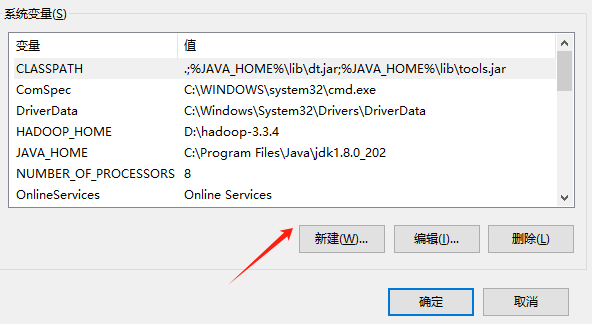 系统变量(S)
变量 值
CLASSPATH .;%JAVA_HOME%\lib\dt.jar;%JAVA_HOME%\lib\tools.jar
ComSpec C:\WINDOWS\system32\cmd.exe
DriverData C:\Windows\System32\Drivers\DriverData
HADOOP_HOME D:\hadoop-3.3.4
JAVA_HOME C:\Program Files\Java\jdk1.8.0_202
NUMBER_OF_PROCESSORS 8
OnlineServices Online Services
新建(W)... 编辑(I)... 删除(L)
确定 取消